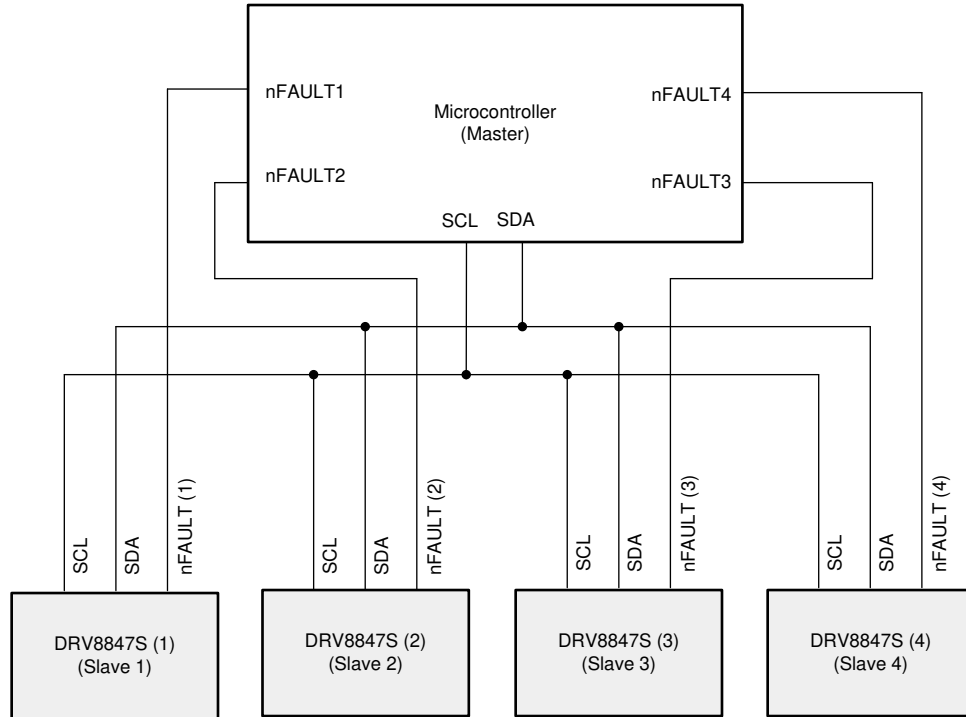 nFAULT1
nFAULT4
Microcontroller
(Master)
nFAULT2
nFAULT3
SCL
SDA
SCL
SDA
nFAULT (1)
SCL
SDA
nFAULT (2)
SCL
SDA
nFAULT (3)
SCL
SDA
nFAULT (4)
DRV8847S (1)
(Slave 1)
DRV8847S (2)
(Slave 2)
DRV8847S (3)
(Slave 3)
DRV8847S (4)
(Slave 4)